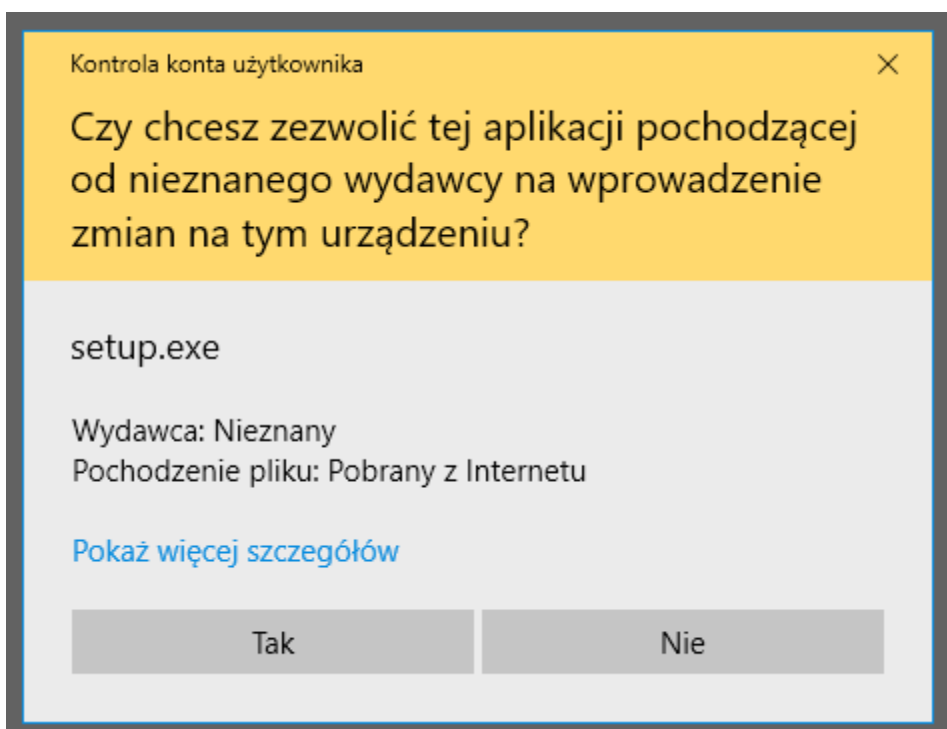 Kontrola konta użytkownika
Czy chcesz zezwolić tej aplikacji pochodzącej
od nieznanego wydawcy na wprowadzenie
zmian na tym urządzeniu?
setup.exe
Wydawca: Nieznany
Pochodzenie pliku: Pobrany z Internetu
Pokaż więcej szczegółów
Tak
Nie